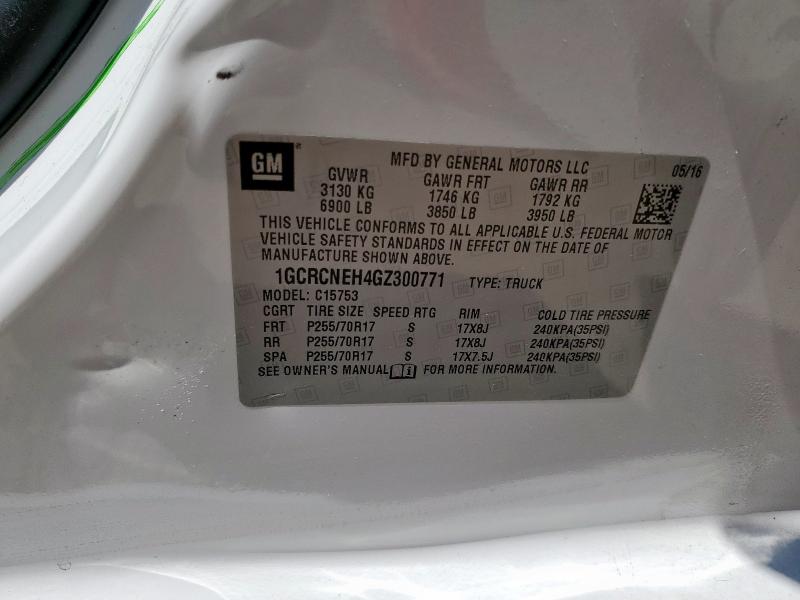 GM
MFD BY GENERAL MOTORS LLC
05/16
GVWR GAWR FRT GAWR RR
3130 KG 1746 KG 1792 KG
6900 LB 3850 LB 3950 LB
THIS VEHICLE CONFORMS TO ALL APPLICABLE U.S. FEDERAL MOTOR
VEHICLE SAFETY STANDARDS IN EFFECT ON THE DATE OF
MANUFACTURE SHOWN ABOVE.
1GCRCNEH4GZ300771 TYPE: TRUCK
MODEL: C15753
CGRT TIRE SIZE SPEED RTG RIM COLD TIRE PRESSURE
FRT P255/70R17 S 17X8J 240KPA(35PSI)
RR P255/70R17 S 17X8J 240KPA(35PSI)
SPA P255/70R17 S 17X7.5J 240KPA(35PSI)
SEE OWNER'S MANUAL FOR MORE INFORMATION.